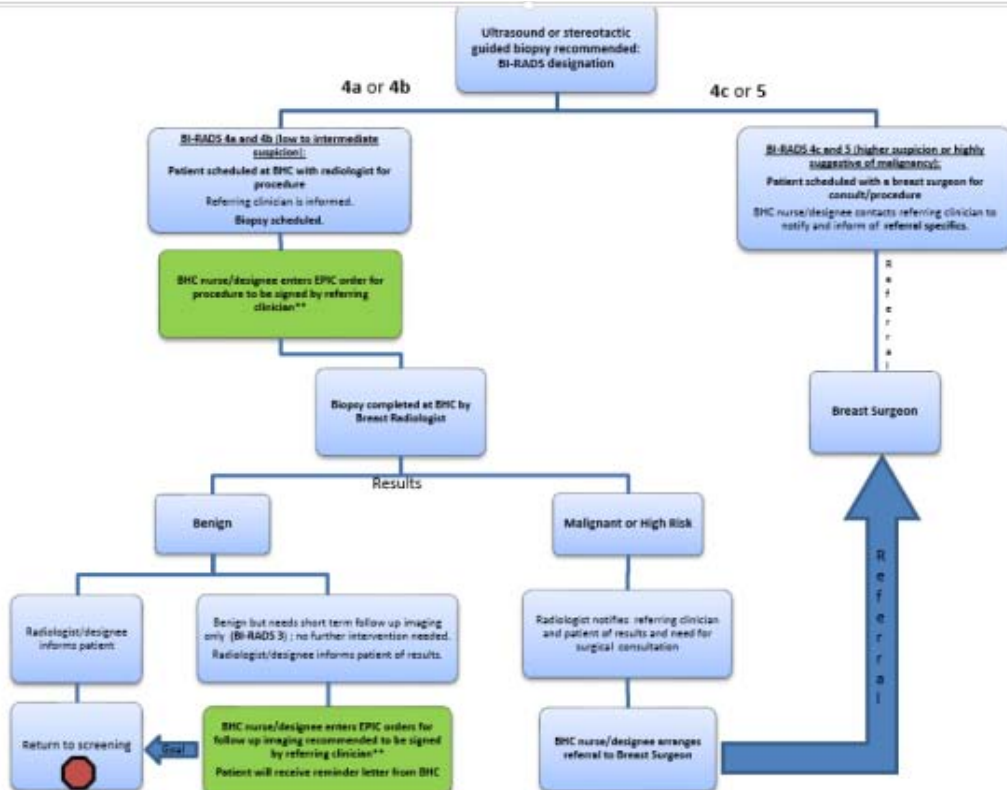 Ultrasound or stereotactic
guided biopsy recommended:
BI-RADS designation
4a or 4b
4c or 5
BI-RADS 4a and 4b (low to intermediate
suspicion):
Patient scheduled at BHC with radiologist for
procedure
Referring clinician is informed.
Biopsy scheduled.
BI-RADS 4c and 5 (higher suspicion or highly
suggestive of malignancy):
Patient scheduled with a breast surgeon for
consult/procedure
BHC nurse/designee contacts referring clinician to
notify and inform of referral specifics.
BHC nurse/designee enters EPIC order for
procedure to be signed by referring
clinician**
Referral
Biopsy completed at BHC by
Breast Radiologist
Breast Surgeon
Results
Benign
Malignant or High Risk
Radiologist/designee
informs patient
Benign but needs short term follow up imaging
only (BI-RADS 3) ; no further intervention needed.
Radiologist/designee informs patient of results.
Radiologist notifies referring clinician
and patient of results and need for
surgical consultation
Referral
Return to screening
Goal
BHC nurse/designee enters EPIC orders for
follow up imaging recommended to be signed
by referring clinician**
Patient will receive reminder letter from BHC
BHC nurse/designee arranges
referral to Breast Surgeon